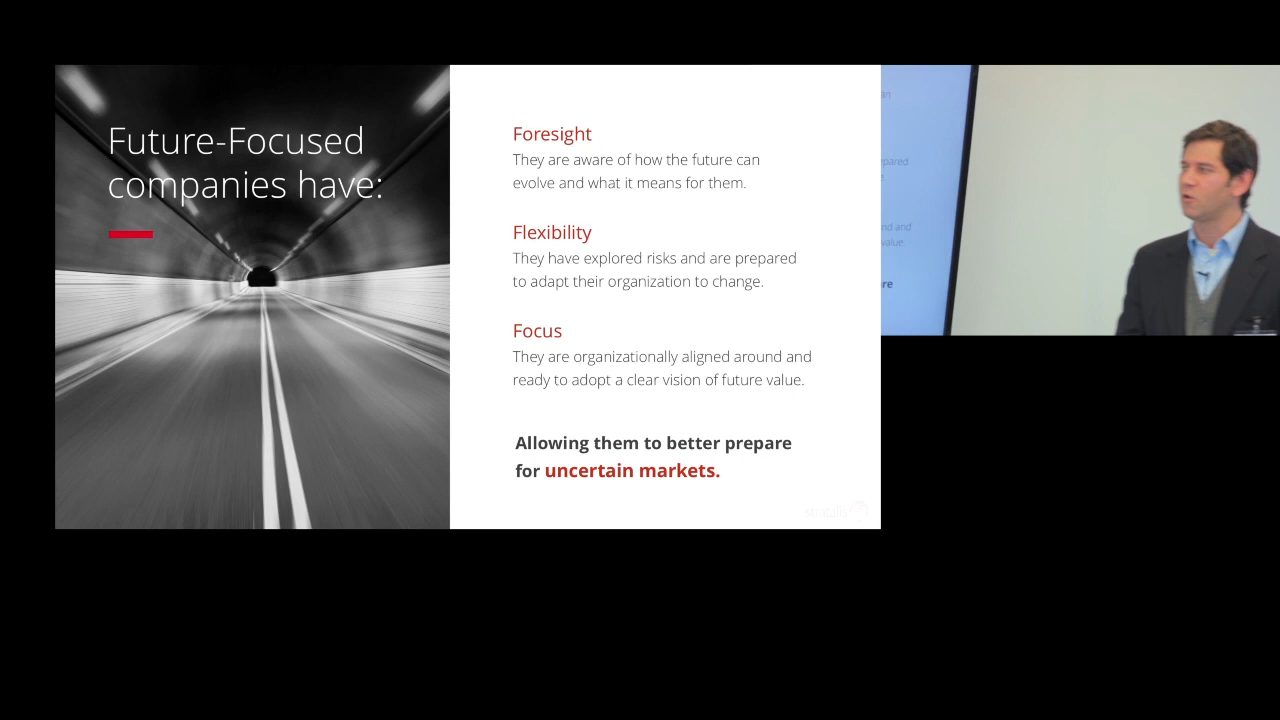 Future-Focused
companies have:
Foresight
They are aware of how the future can
evolve and what it means for them.
Flexibility
They have explored risks and are prepared
to adapt their organization to change.
Focus
They are organizationally aligned around and
ready to adopt a clear vision of future value.
Allowing them to better prepare
for uncertain markets.
stratalis